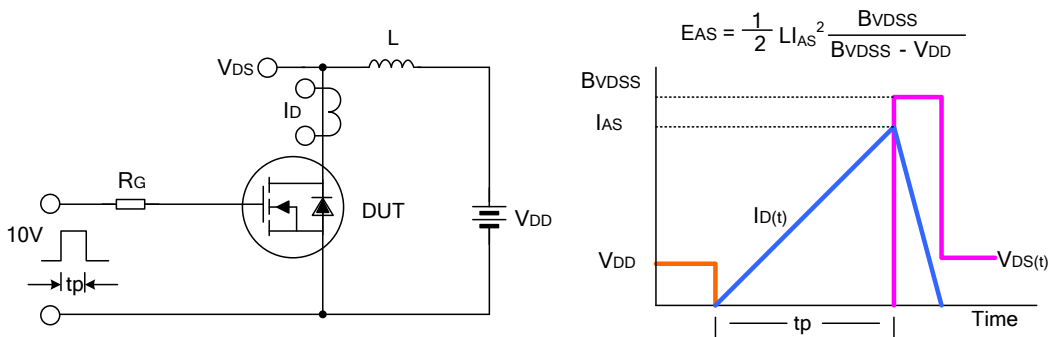 L
VDS
ID
RG
DUT
10V
VDD
tp
EAS = 1/2 LIAS² BVDSS / (BVDSS - VDD)
BVDSS
IAS
ID(t)
VDD
VDS(t)
tp
Time